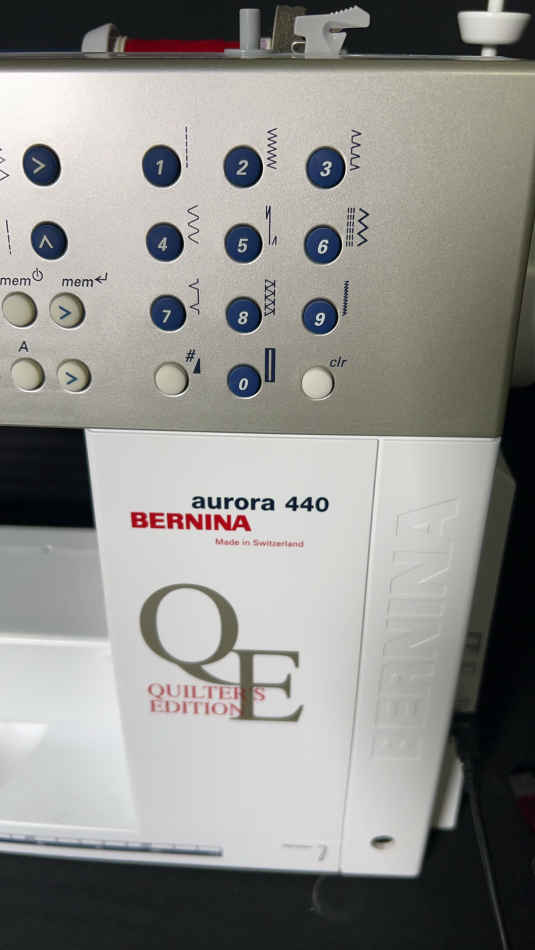 > 1 2 3
^ 4 5 6
mem mem
> 7 8 9
A # clr
> 0
aurora 440
BERNINA
Made in Switzerland
QE
QUILTER'S
EDITION
BERNINA